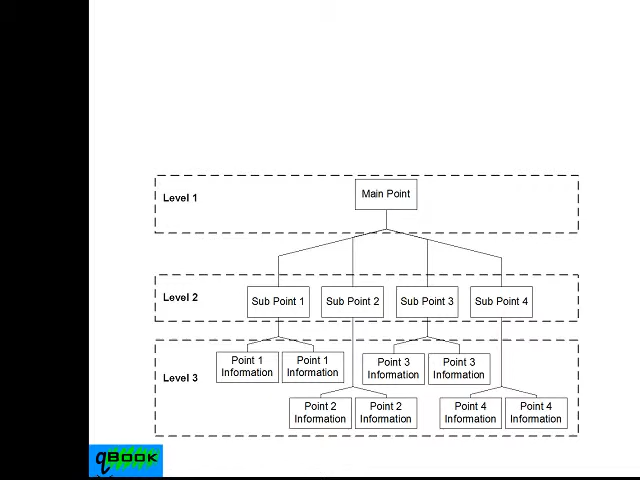 Level 1
Main Point
Level 2
Sub Point 1
Sub Point 2
Sub Point 3
Sub Point 4
Level 3
Point 1
Information
Point 1
Information
Point 3
Information
Point 3
Information
Point 2
Information
Point 2
Information
Point 4
Information
Point 4
Information
qBOOK